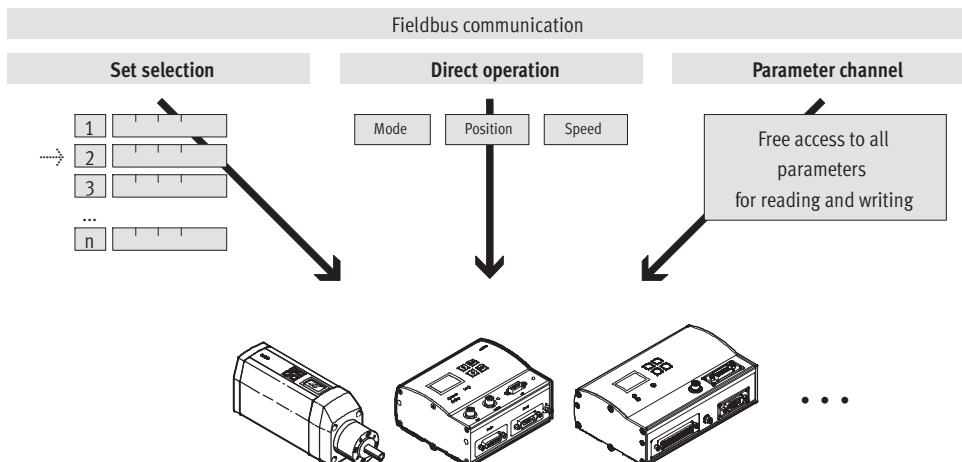 Fieldbus communication
Set selection
Direct operation
Parameter channel
1
2
3
...
n
Mode
Position
Speed
Free access to all
parameters
for reading and writing
...